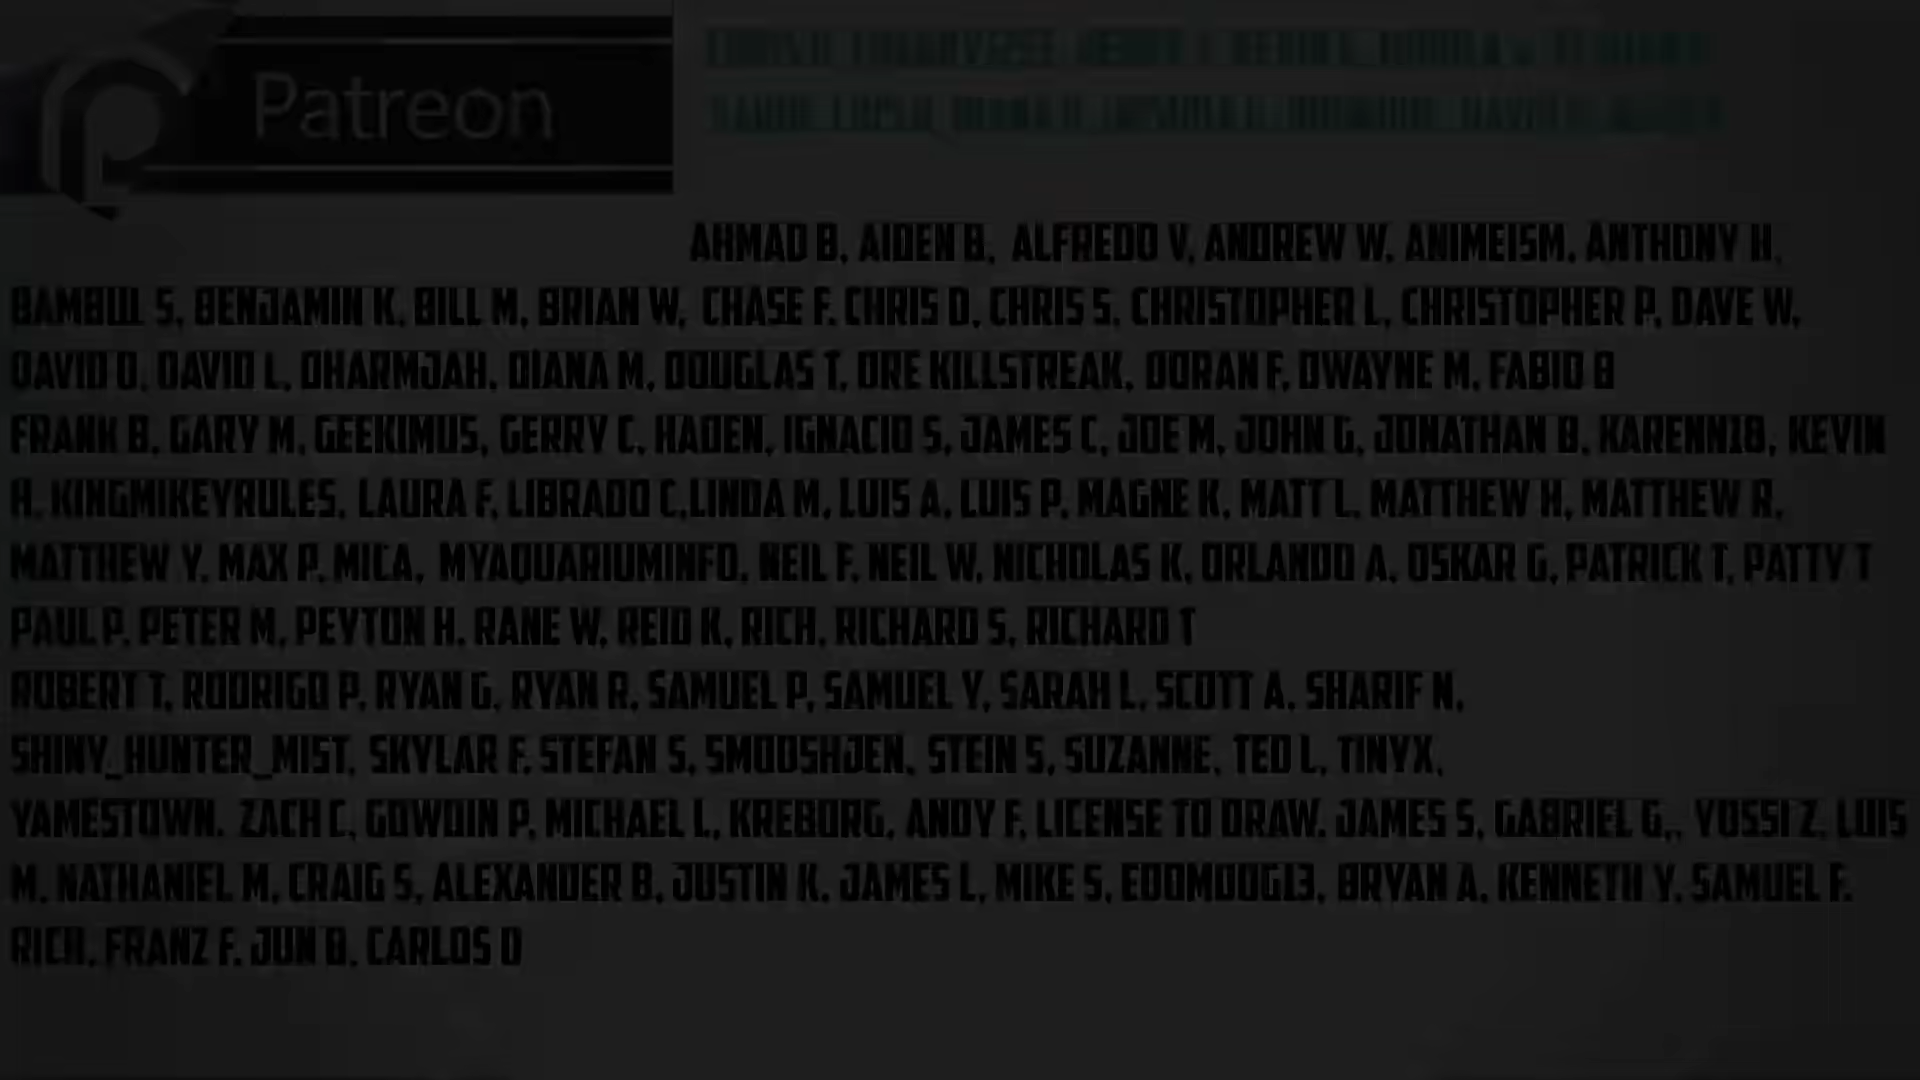 Patreon
AHMAD B, AIDEN B, ALFREDO V, ANDREW W, ANIMEISM, ANTHONY H,
BAMBUL S, BENJAMIN K, BILL M, BRIAN W, CHASE F, CHRIS D, CHRIS S, CHRISTOPHER L, CHRISTOPHER P, DAVE W,
DAVID D, DAVID L, DHARMJAH, DIANA M, DOUGLAS T, DRE KILLSTREAK, DORAN F, DWAYNE M, FABIO B
FRANK B, GARY M, GEEKIMUS, GERRY C, HADEN, IGNACIO S, JAMES C, JOE M, JOHN G, JONATHAN B, KARENN18, KEVIN
H, KINGMIKEYRULES, LAURA F, LIBRADO C,LINDA M, LUIS A, LUIS P, MAGNE K, MATT L, MATTHEW H, MATTHEW R,
MATTHEW Y, MAX P, MICA, MYAQUARIUMINFO, NEIL F, NEIL W, NICHOLAS K, ORLANDO A, OSKAR G, PATRICK T, PATTY T
PAUL P, PETER M, PEYTON H, RANE W, REID K, RICH, RICHARD S, RICHARD T
ROBERT T, RODRIGO P, RYAN G, RYAN R, SAMUEL P, SAMUEL Y, SARAH L, SCOTT A, SHARIF N,
SHINY_HUNTER_MIST, SKYLAR F, STEFAN S, SMOOSHJEN, STEIN S, SUZANNE, TED L, TINYX,
YAMESTOWN, ZACH C, GOWDIN P, MICHAEL L, KREBORG, ANDY F, LICENSE TO DRAW, JAMES S, GABRIEL G,, YOSSI Z, LUIS
M, NATHANIEL M, CRAIG S, ALEXANDER B, JUSTIN K, JAMES L, MIKE S, EDOMDOG13, BRYAN A, KENNETH Y, SAMUEL F,
RICH, FRANZ F, JUN B, CARLOS D